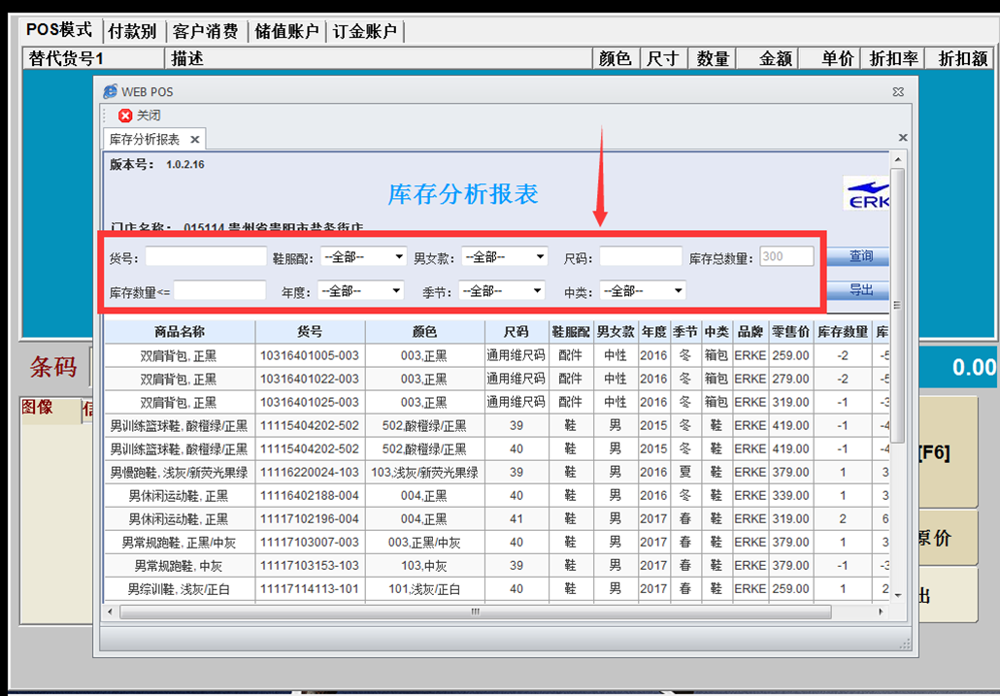 POS模式 付款别 客户消费 储值账户 订金账户
替代货号1 描述 颜色 尺寸 数量 金额 单价 折扣率 折扣额
WEB POS
关闭
库存分析报表
版本号: 1.0.2.16
库存分析报表
ERK
门店名称: 015114 贵州省贵阳市盐务街店
货号: 鞋服配: --全部-- 男女款: --全部-- 尺码: 库存总数量: 300 查询
库存数量<= 年度: --全部-- 季节: --全部-- 中类: --全部-- 导出
商品名称 货号 颜色 尺码 鞋服配 男女款 年度 季节 中类 品牌 零售价 库存数量 库
双肩背包, 正黑 10316401005-003 003,正黑 通用维尺码 配件 中性 2016 冬 箱包 ERKE 259.00 -2 -5
双肩背包, 正黑 10316401022-003 003,正黑 通用维尺码 配件 中性 2016 冬 箱包 ERKE 279.00 -2 -5
双肩背包, 正黑 10316401025-003 003,正黑 通用维尺码 配件 中性 2016 冬 箱包 ERKE 319.00 -1 -3
男训练篮球鞋, 酸橙绿/正黑 11115404202-502 502,酸橙绿/正黑 39 鞋 男 2015 冬 鞋 ERKE 419.00 -1 -4
男训练篮球鞋, 酸橙绿/正黑 11115404202-502 502,酸橙绿/正黑 40 鞋 男 2015 冬 鞋 ERKE 419.00 -1 -4
男慢跑鞋, 浅灰/新荧光果绿 11116220024-103 103,浅灰/新荧光果绿 39 鞋 男 2016 夏 鞋 ERKE 379.00 1 3
男休闲运动鞋, 正黑 11116402188-004 004,正黑 40 鞋 男 2016 冬 鞋 ERKE 339.00 1 3
男休闲运动鞋, 正黑 11117102196-004 004,正黑 41 鞋 男 2017 春 鞋 ERKE 319.00 2 6
男常规跑鞋, 正黑/中灰 11117103007-003 003,正黑/中灰 40 鞋 男 2017 春 鞋 ERKE 379.00 1 3
男常规跑鞋, 中灰 11117103153-103 103,中灰 39 鞋 男 2017 春 鞋 ERKE 379.00 -1 -3
男综训鞋, 浅灰/正白 11117114113-101 101,浅灰/正白 40 鞋 男 2017 春 鞋 ERKE 259.00 1 2
条码 0.00
图像 信
[F6]
原价
出